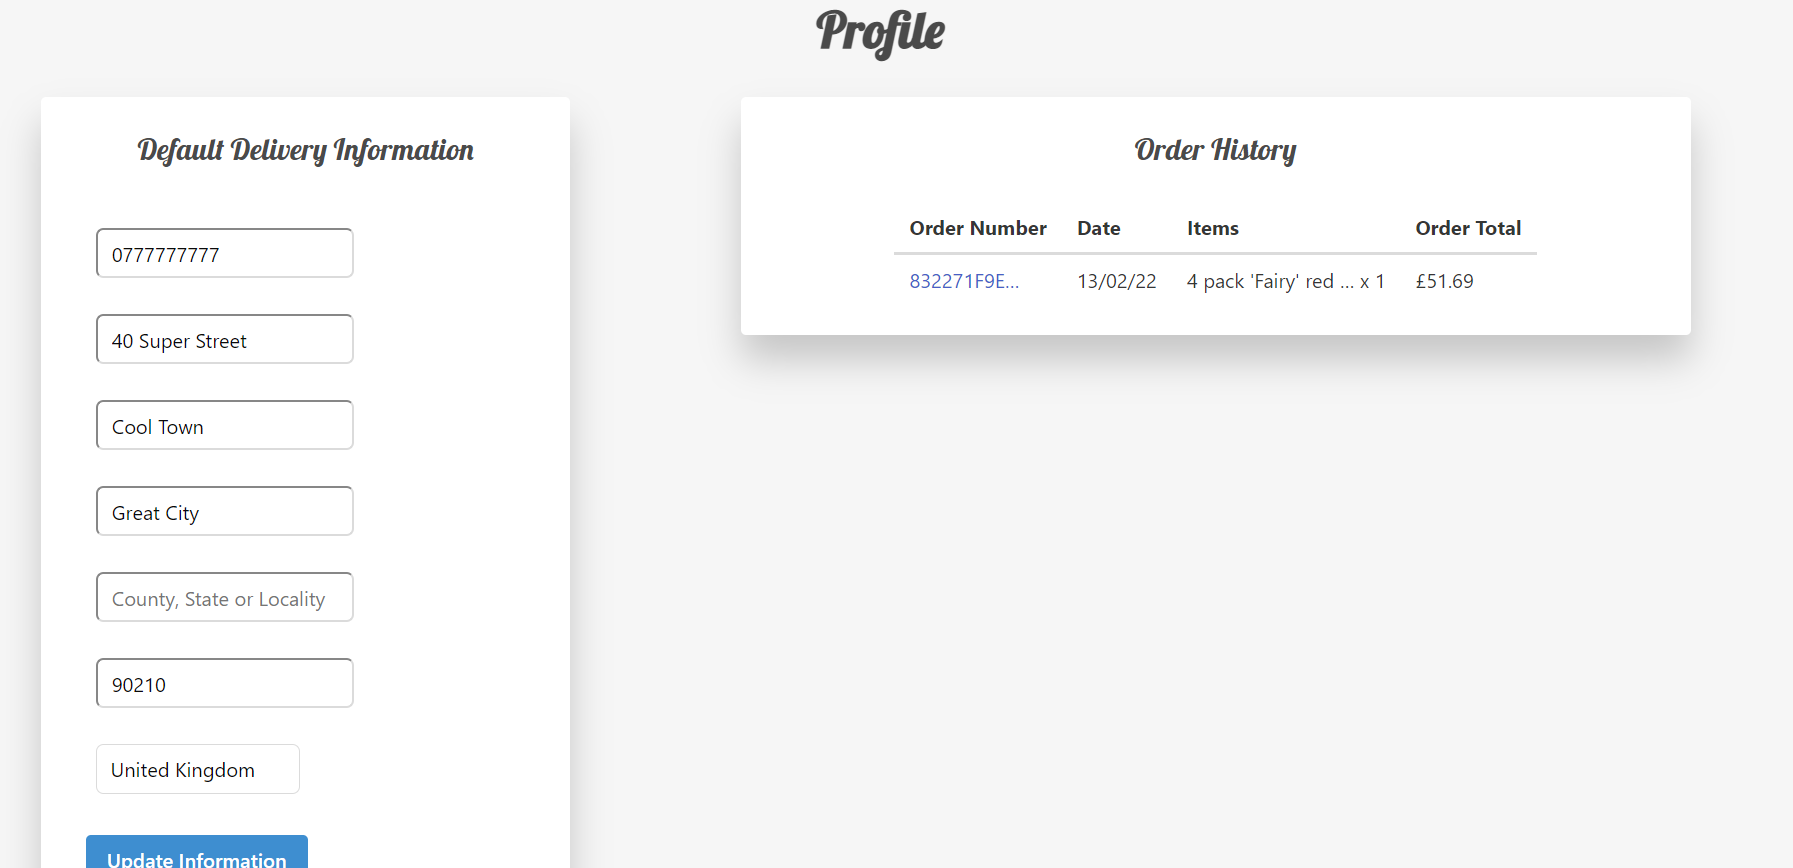 Profile
Default Delivery Information
0777777777
40 Super Street
Cool Town
Great City
County, State or Locality
90210
United Kingdom
Update Information
Order History
Order Number Date Items Order Total
832271F9E... 13/02/22 4 pack 'Fairy' red ... x 1 £51.69